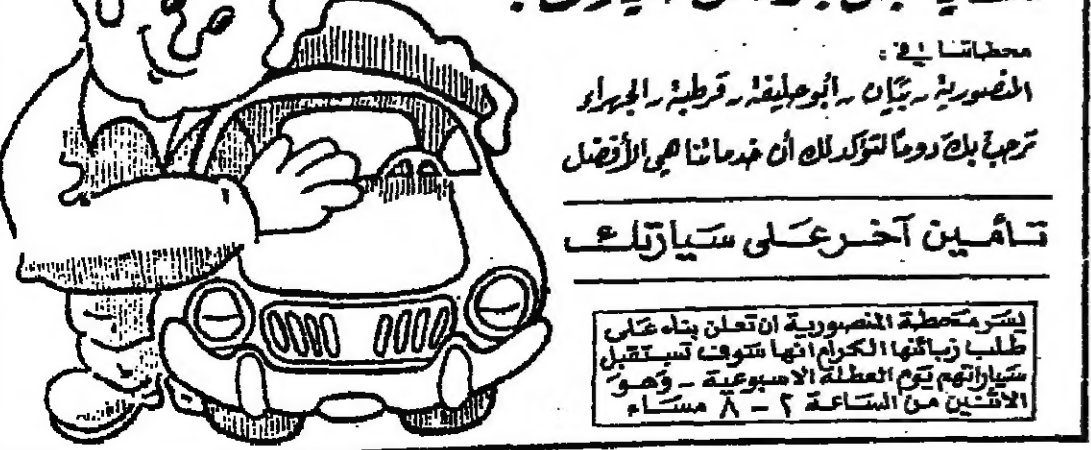 محطاتنا في :
المنصورية ـ بيان ـ أبو حليفة ـ قرطبة ـ الجهراء
ترحب بك دوماً لتؤكد لك أن خدماتنا هي الأفضل
تأمين آخر على سيارتك
يسر محطة المنصورية ان تعلن بناء على
طلب زبائنها الكرام انها سوف تستقبل
سياراتهم يوم العطلة الاسبوعية ـ وهو
الاثنين من الساعة ٢ ـ ٨ مساء